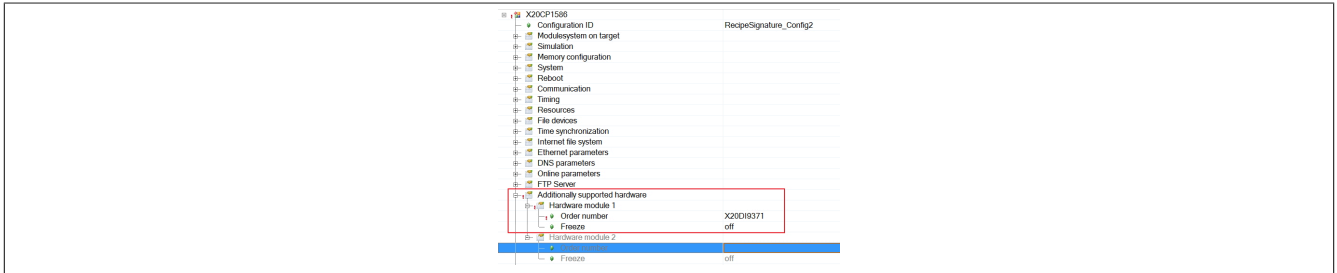 X20CP1586
Configuration ID RecipeSignature_Config2
Modulesystem on target
Simulation
Memory configuration
System
Reboot
Communication
Timing
Resources
File devices
Time synchronization
Internet file system
Ethernet parameters
DNS parameters
Online parameters
FTP Server
Additionally supported hardware
Hardware module 1
Order number X20DI9371
Freeze off
Hardware module 2
Freeze off